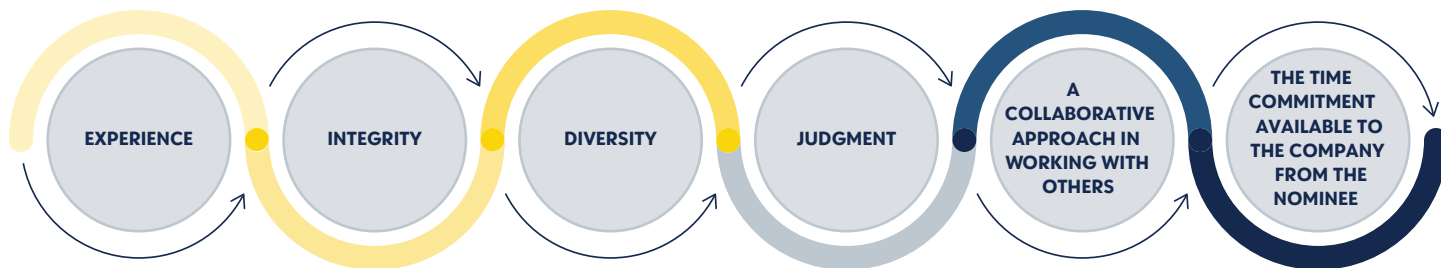 EXPERIENCE
INTEGRITY
DIVERSITY
JUDGMENT
A
COLLABORATIVE
APPROACH IN
WORKING WITH
OTHERS
THE TIME
COMMITMENT
AVAILABLE TO
THE COMPANY
FROM THE
NOMINEE